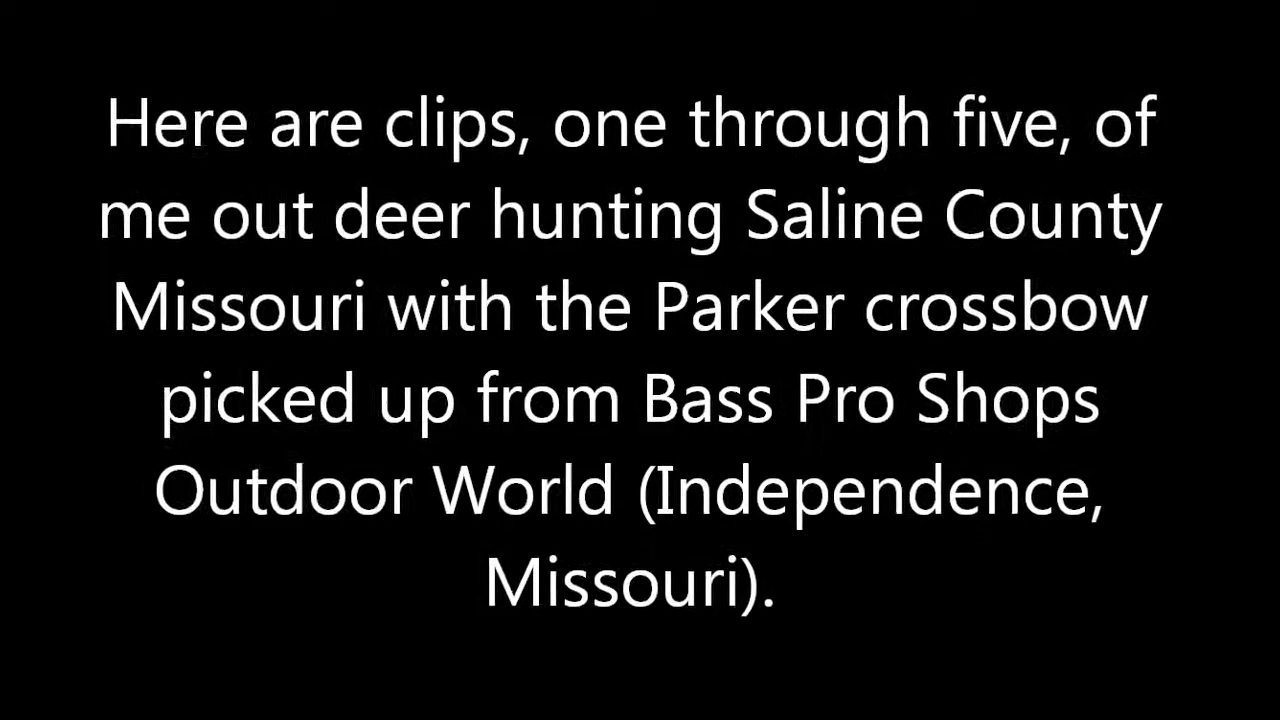 Here are clips, one through five, of
me out deer hunting Saline County
Missouri with the Parker crossbow
picked up from Bass Pro Shops
Outdoor World (Independence,
Missouri).